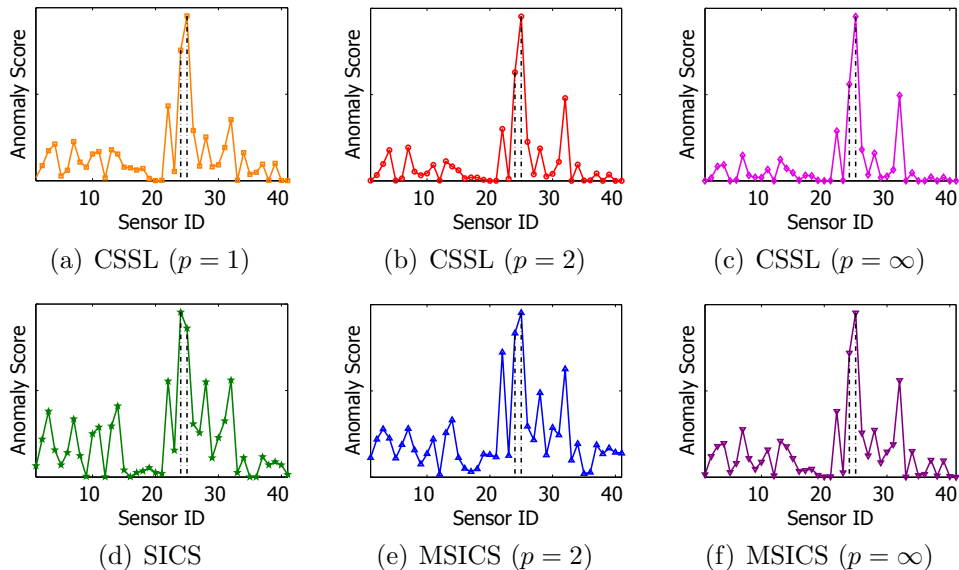 Anomaly Score
10 20 30 40
Sensor ID
(a) CSSL (p = 1)
Anomaly Score
10 20 30 40
Sensor ID
(b) CSSL (p = 2)
Anomaly Score
10 20 30 40
Sensor ID
(c) CSSL (p = ∞)
Anomaly Score
10 20 30 40
Sensor ID
(d) SICS
Anomaly Score
10 20 30 40
Sensor ID
(e) MSICS (p = 2)
Anomaly Score
10 20 30 40
Sensor ID
(f) MSICS (p = ∞)